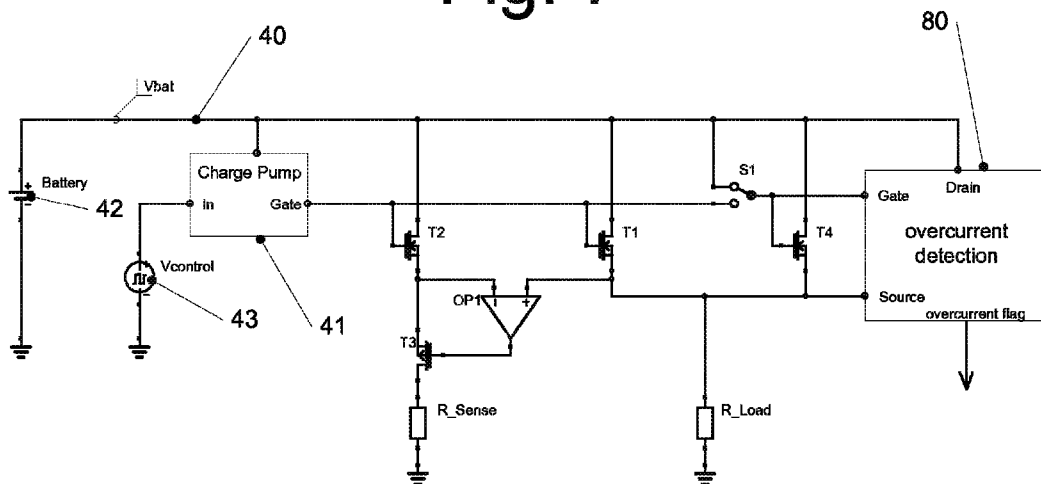 40
80
Vbat
Charge Pump
in
Gate
Battery
42
Vcontrol
43
41
T2
T1
S1
T4
OP1
T3
R_Sense
R_Load
Gate
Drain
overcurrent
detection
Source
overcurrent flag